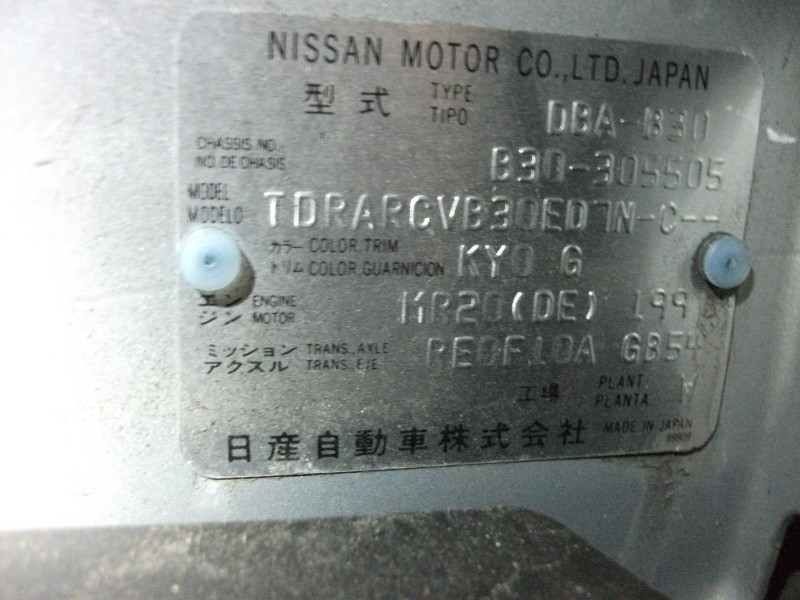 NISSAN MOTOR CO.,LTD. JAPAN
型式 TYPE TIPO DBA-B30
CHASSIS NO. NO. DE CHASIS B30-305505
MODEL MODELO TDRARCVB30ED7N-C--
カラー COLOR, TRIM
トリム COLOR, GUARNICION KY0 G
エン ENGINE
ジン MOTOR MR20(DE) 199
ミッション TRANS., AXLE
アクスル TRANS., EJE RE0F10A GB54
工場 PLANT PLANTA
日産自動車株式会社 MADE IN JAPAN